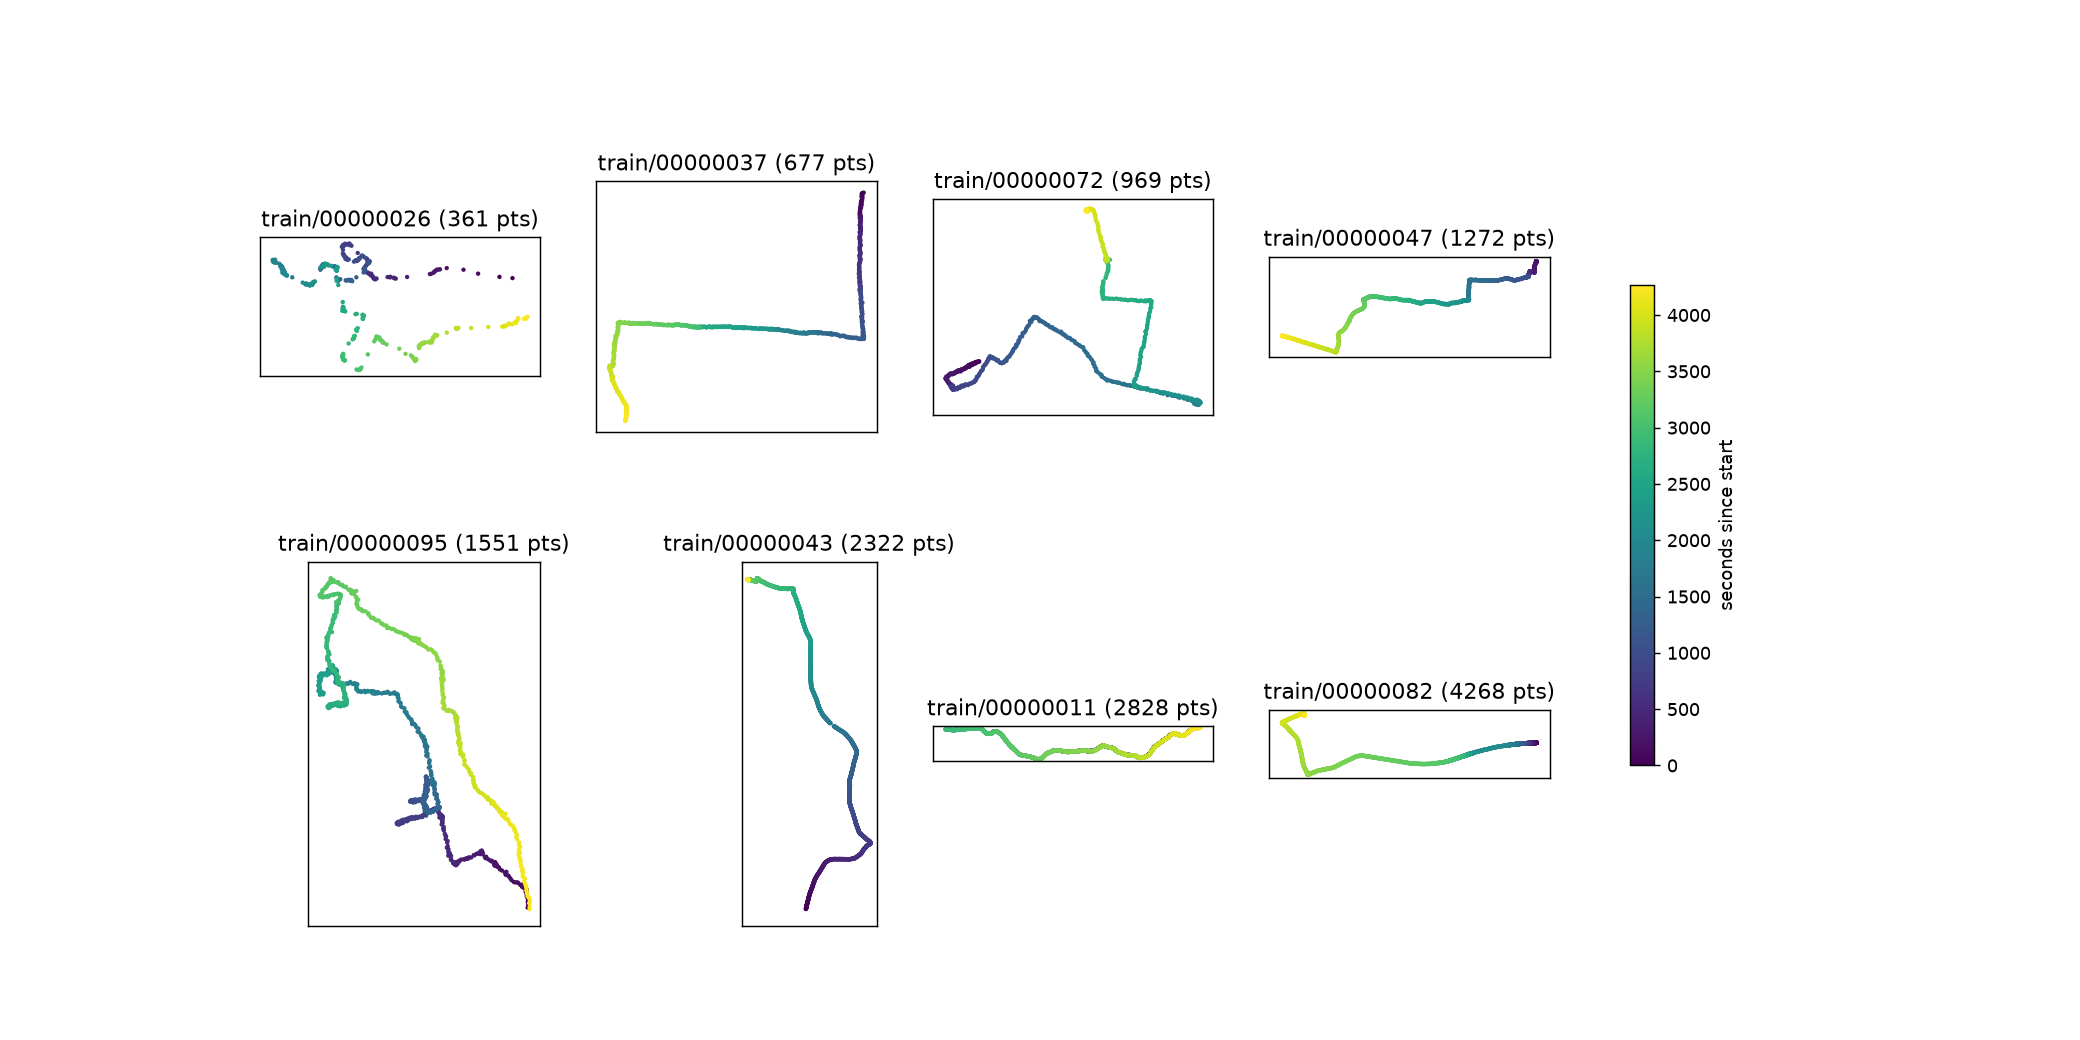 train/00000026 (361 pts)
train/00000037 (677 pts)
train/00000072 (969 pts)
train/00000047 (1272 pts)
train/00000095 (1551 pts)
train/00000043 (2322 pts)
train/00000011 (2828 pts)
train/00000082 (4268 pts)
4000
3500
3000
2500
2000
1500
1000
500
0
seconds since start